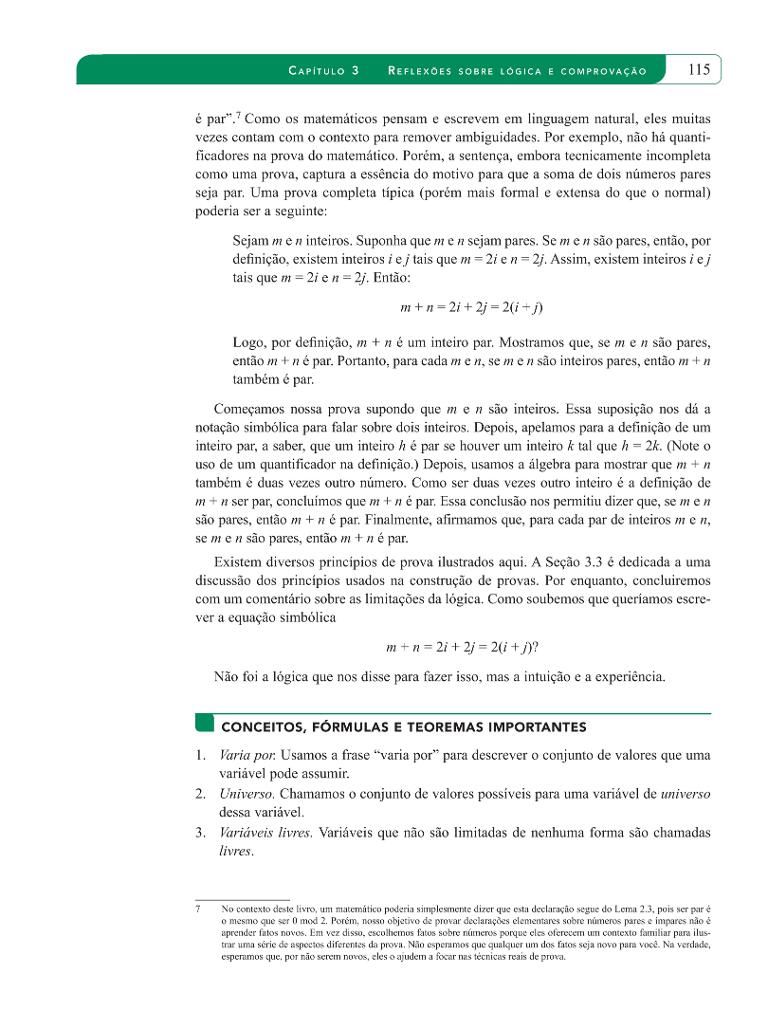 CAPÍTULO 3 REFLEXÕES SOBRE LÓGICA E COMPROVAÇÃO 115
é par”.7 Como os matemáticos pensam e escrevem em linguagem natural, eles muitas
vezes contam com o contexto para remover ambiguidades. Por exemplo, não há quanti-
ficadores na prova do matemático. Porém, a sentença, embora tecnicamente incompleta
como uma prova, captura a essência do motivo para que a soma de dois números pares
seja par. Uma prova completa típica (porém mais formal e extensa do que o normal)
poderia ser a seguinte:
Sejam m e n inteiros. Suponha que m e n sejam pares. Se m e n são pares, então, por
definição, existem inteiros i e j tais que m = 2i e n = 2j. Assim, existem inteiros i e j
tais que m = 2i e n = 2j. Então:
m + n = 2i + 2j = 2(i + j)
Logo, por definição, m + n é um inteiro par. Mostramos que, se m e n são pares,
então m + n é par. Portanto, para cada m e n, se m e n são inteiros pares, então m + n
também é par.
Começamos nossa prova supondo que m e n são inteiros. Essa suposição nos dá a
notação simbólica para falar sobre dois inteiros. Depois, apelamos para a definição de um
inteiro par, a saber, que um inteiro h é par se houver um inteiro k tal que h = 2k. (Note o
uso de um quantificador na definição.) Depois, usamos a álgebra para mostrar que m + n
também é duas vezes outro número. Como ser duas vezes outro inteiro é a definição de
m + n ser par, concluímos que m + n é par. Essa conclusão nos permitiu dizer que, se m e n
são pares, então m + n é par. Finalmente, afirmamos que, para cada par de inteiros m e n,
se m e n são pares, então m + n é par.
Existem diversos princípios de prova ilustrados aqui. A Seção 3.3 é dedicada a uma
discussão dos princípios usados na construção de provas. Por enquanto, concluiremos
com um comentário sobre as limitações da lógica. Como soubemos que queríamos escre-
ver a equação simbólica
m + n = 2i + 2j = 2(i + j)?
Não foi a lógica que nos disse para fazer isso, mas a intuição e a experiência.
CONCEITOS, FÓRMULAS E TEOREMAS IMPORTANTES
1. Varia por. Usamos a frase “varia por” para descrever o conjunto de valores que uma
variável pode assumir.
2. Universo. Chamamos o conjunto de valores possíveis para uma variável de universo
dessa variável.
3. Variáveis livres. Variáveis que não são limitadas de nenhuma forma são chamadas
livres.
7 No contexto deste livro, um matemático poderia simplesmente dizer que esta declaração segue do Lema 2.3, pois ser par é
o mesmo que ser 0 mod 2. Porém, nosso objetivo de provar declarações elementares sobre números pares e ímpares não é
aprender fatos novos. Em vez disso, escolhemos fatos sobre números porque eles oferecem um contexto familiar para ilus-
trar uma série de aspectos diferentes da prova. Não esperamos que qualquer um dos fatos seja novo para você. Na verdade,
esperamos que, por não serem novos, eles o ajudem a focar nas técnicas reais de prova.